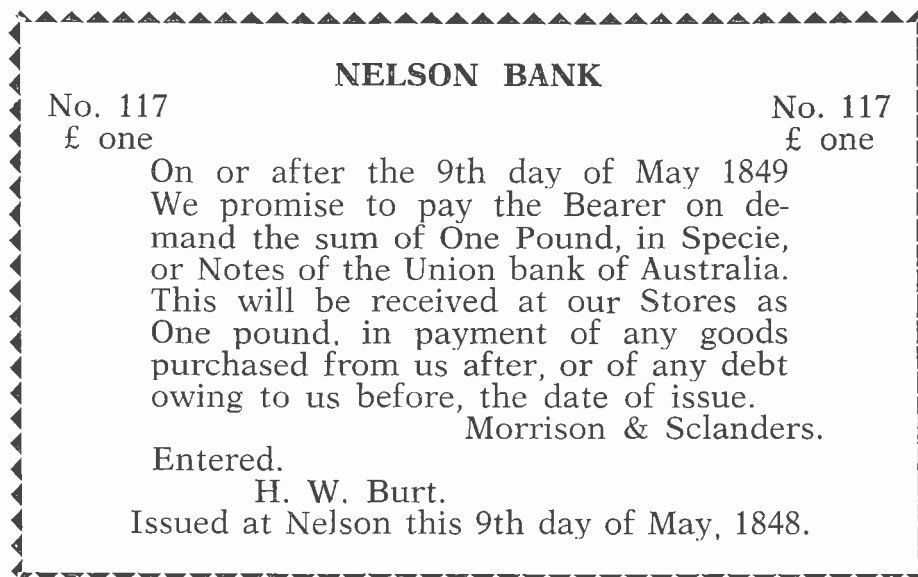 NELSON BANK
No. 117 No. 117
£ one £ one
On or after the 9th day of May 1849
We promise to pay the Bearer on de-
mand the sum of One Pound, in Specie,
or Notes of the Union bank of Australia.
This will be received at our Stores as
One pound, in payment of any goods
purchased from us after, or of any debt
owing to us before, the date of issue.
Morrison & Sclanders.
Entered.
H. W. Burt.
Issued at Nelson this 9th day of May, 1848.